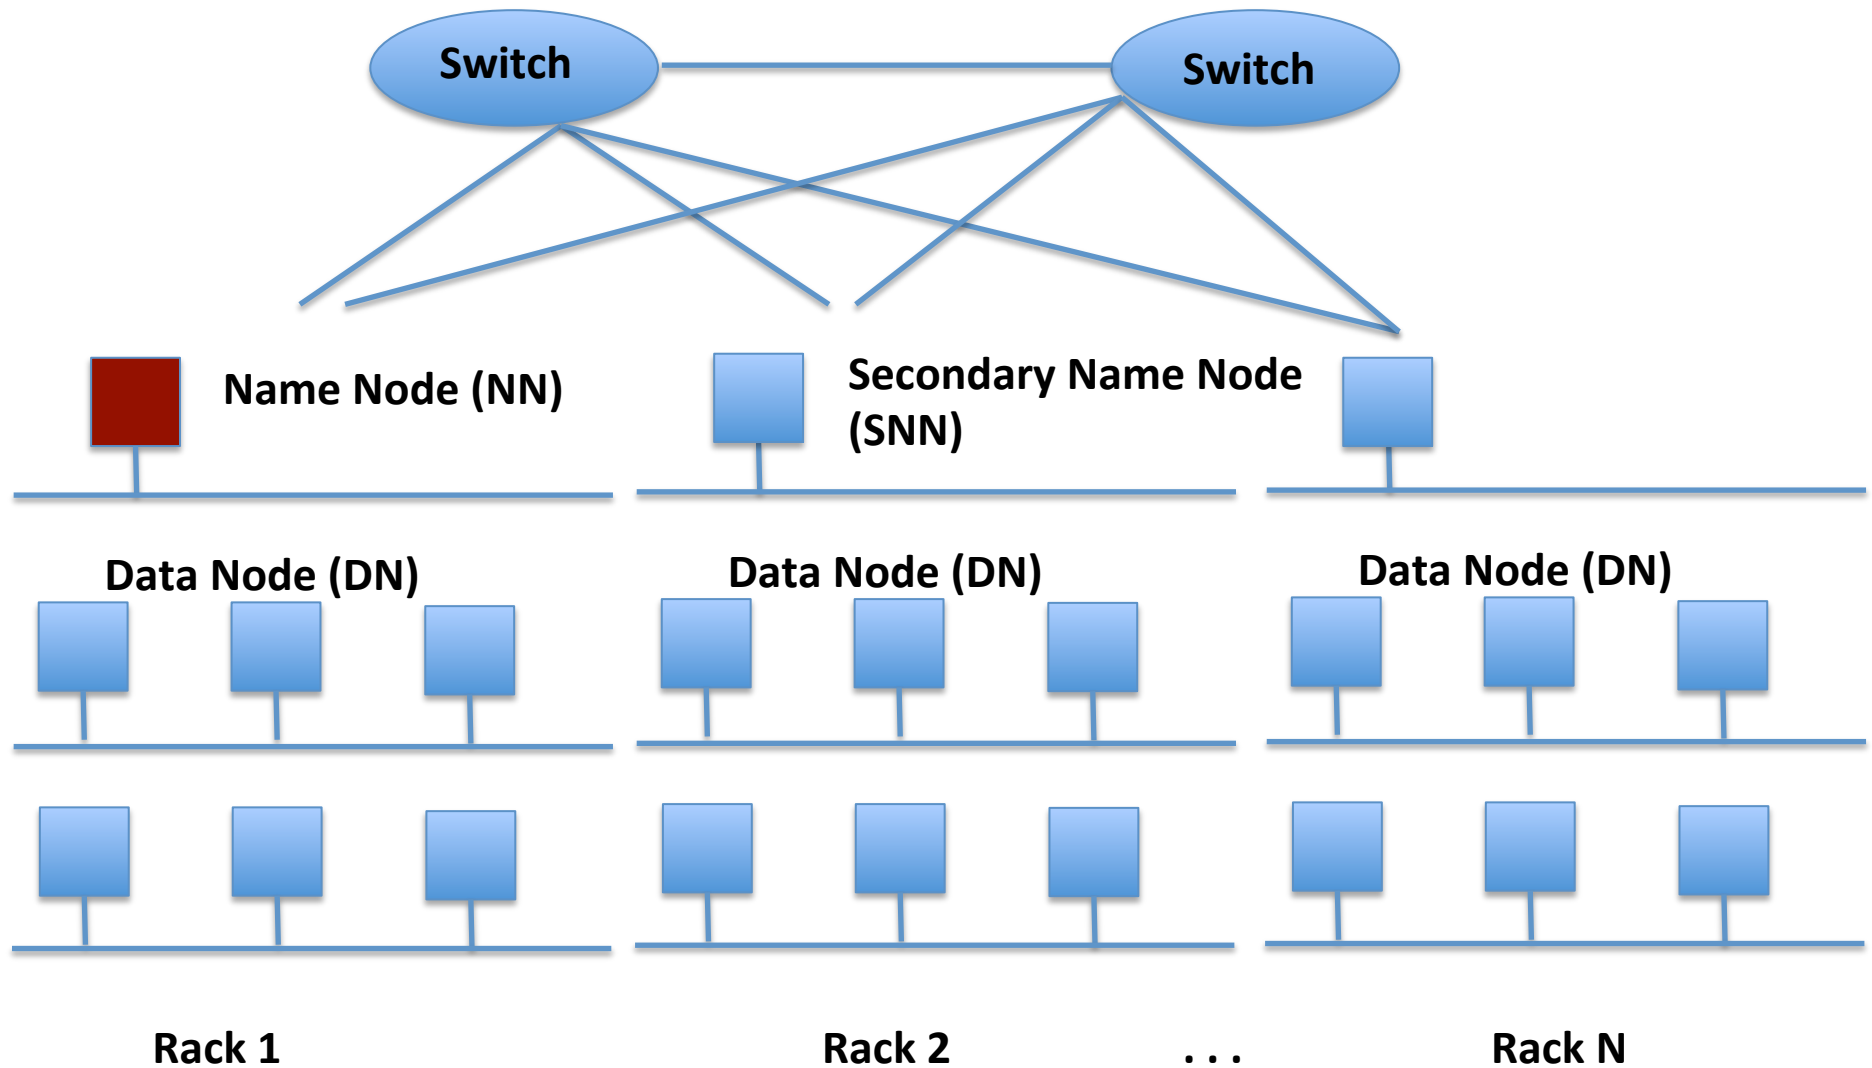 Switch
Switch
Name Node (NN)
Secondary Name Node
(SNN)
Data Node (DN)
Data Node (DN)
Data Node (DN)
Rack 1
Rack 2
. . .
Rack N